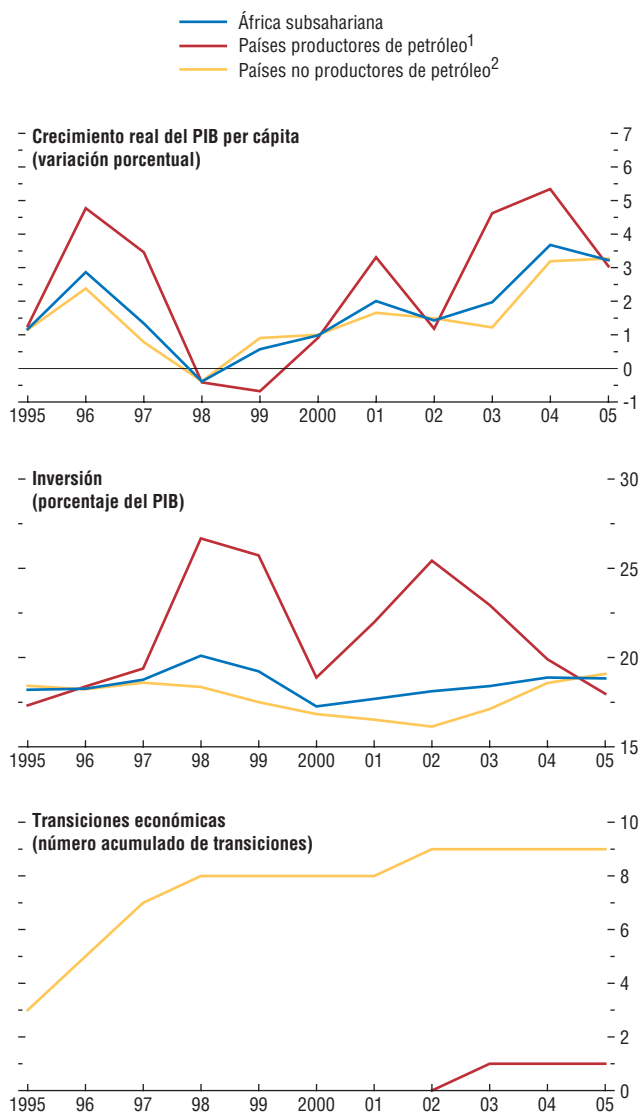 África subsahariana
Países productores de petróleo1
Países no productores de petróleo2
Crecimiento real del PIB per cápita
(variación porcentual)
7
6
5
4
3
2
1
0
-1
1995 96 97 98 99 2000 01 02 03 04 05
Inversión
(porcentaje del PIB)
30
25
20
15
1995 96 97 98 99 2000 01 02 03 04 05
Transiciones económicas
(número acumulado de transiciones)
10
8
6
4
2
0
1995 96 97 98 99 2000 01 02 03 04 05